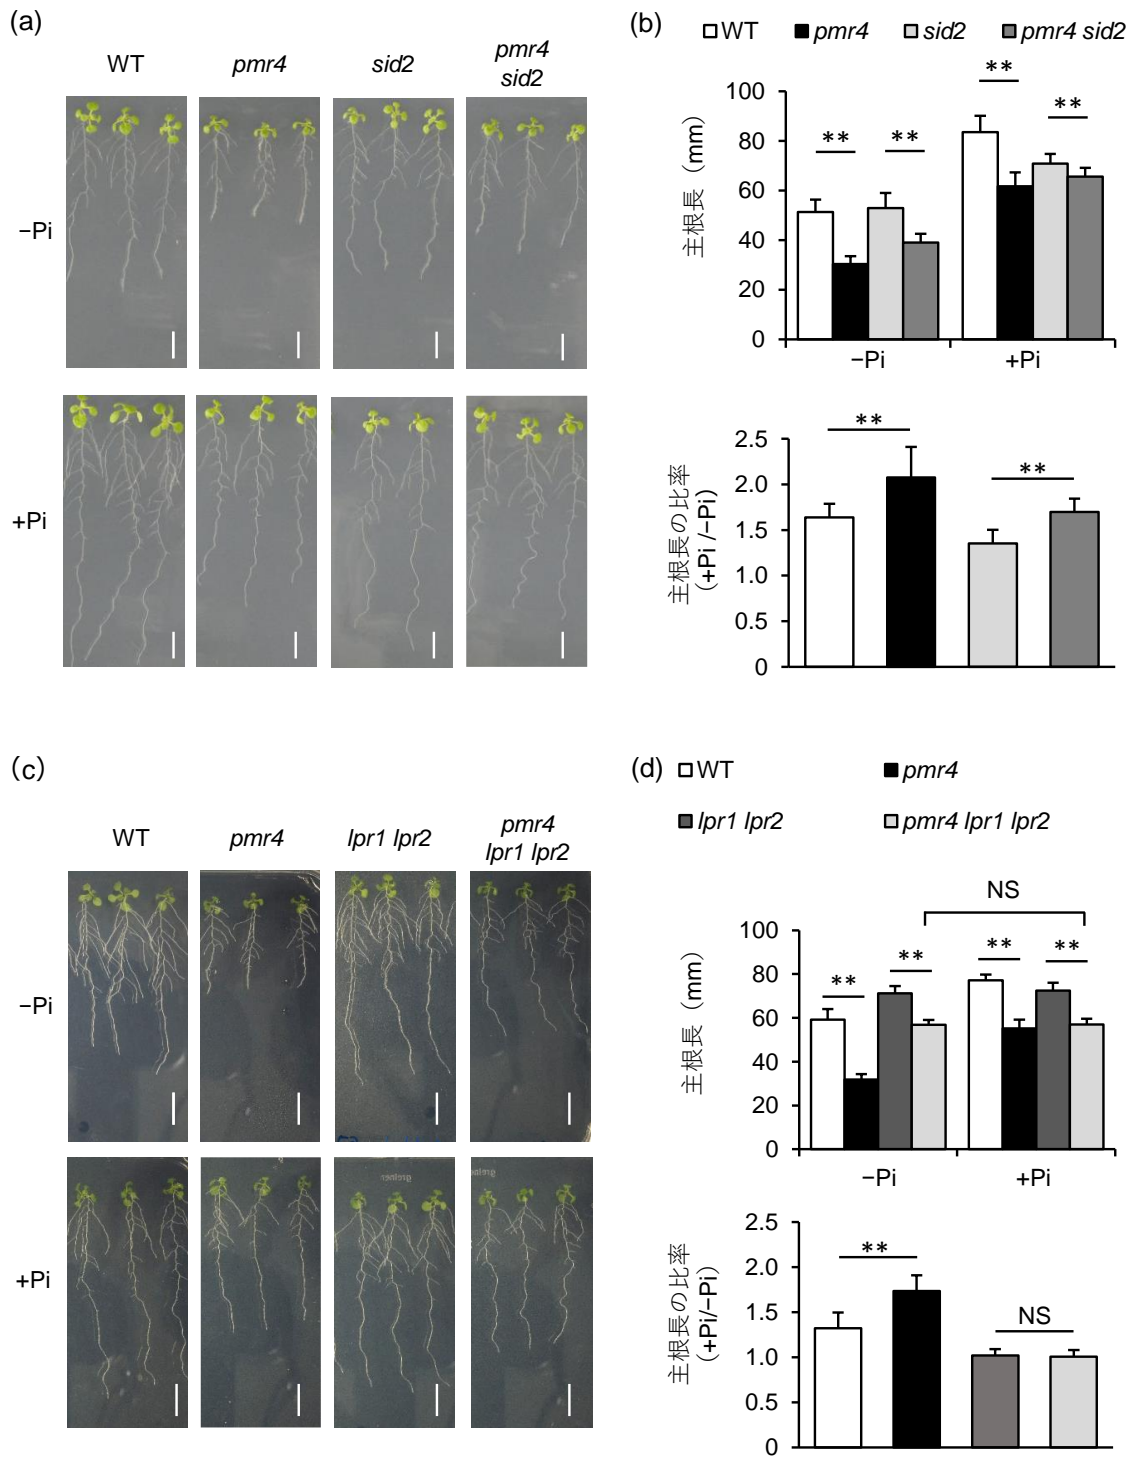 (a)
WT
pmr4
sid2
pmr4
sid2
−Pi
+Pi
(b)
WT pmr4 sid2 pmr4 sid2
主根長（mm）
100
80
60
40
20
0
** ** ** **
−Pi +Pi
主根長の比率
（+Pi /−Pi）
2.5
2.0
1.5
1.0
0.5
0
** **
(c)
WT
pmr4
lpr1 lpr2
pmr4
lpr1 lpr2
−Pi
+Pi
greiner
greiner
(d)
WT pmr4
lpr1 lpr2 pmr4 lpr1 lpr2
主根長（mm）
100
80
60
40
20
0
NS
** ** ** **
−Pi +Pi
主根長の比率
（+Pi/−Pi）
2.5
2.0
1.5
1.0
0.5
0
** NS